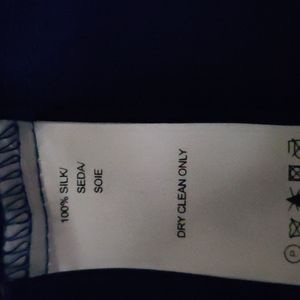 100% SILK/
SEDA/
SOIE
DRY CLEAN ONLY
P